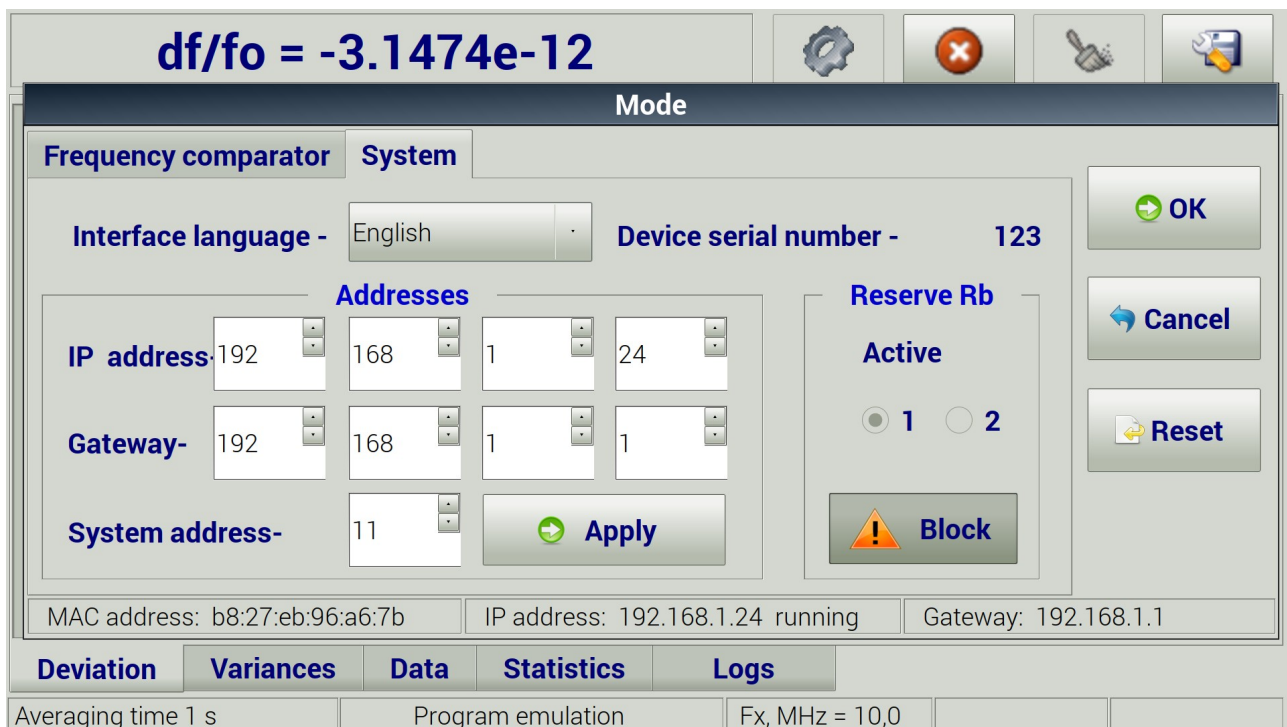 df/fo = -3.1474e-12
Mode
Frequency comparator System
Interface language - English Device serial number - 123
OK
Addresses
Reserve Rb
IP address- 192 168 1 24
Active
Cancel
Gateway- 192 168 1 1
1 2
Reset
System address- 11 Apply
Block
MAC address: b8:27:eb:96:a6:7b IP address: 192.168.1.24 running Gateway: 192.168.1.1
Deviation Variances Data Statistics Logs
Averaging time 1 s Program emulation Fx, MHz = 10,0